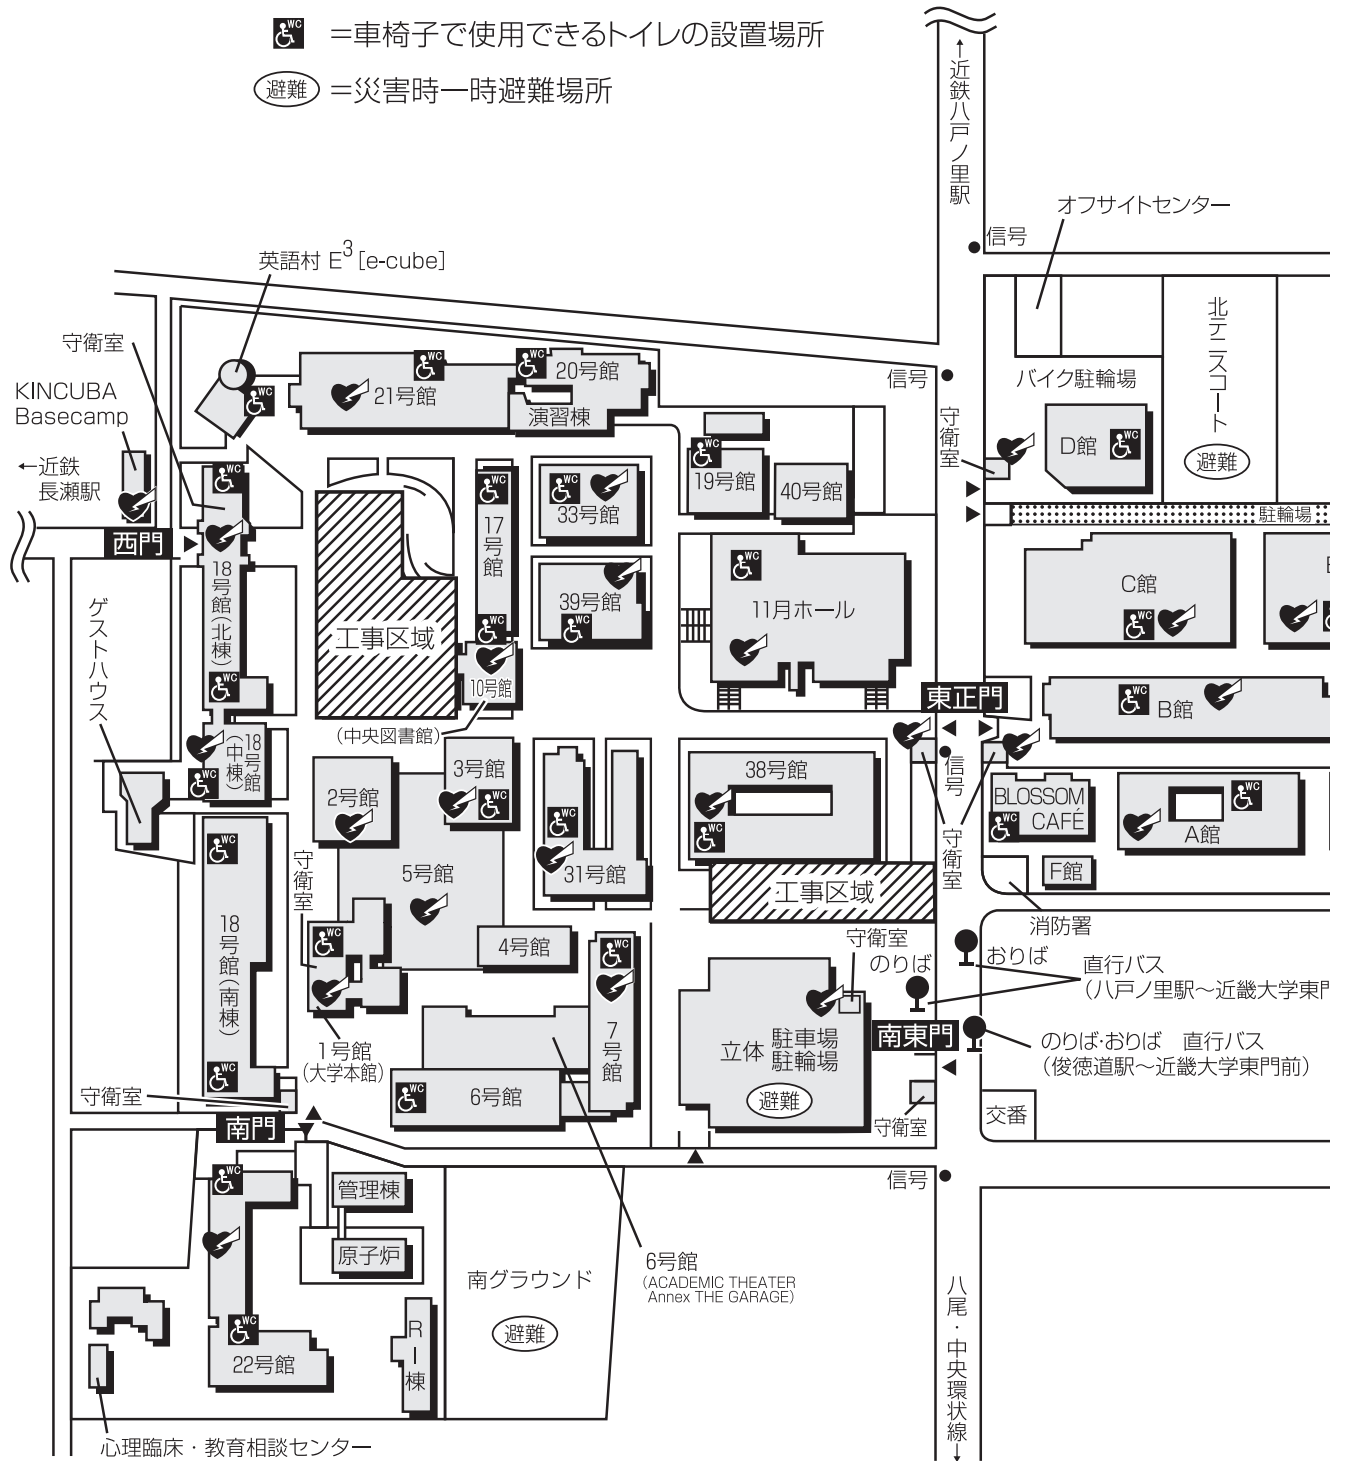 WC =車椅子で使用できるトイレの設置場所
避難 =災害時一時避難場所
↑近鉄八戸ノ里駅
オフサイトセンター
信号
英語村 E³ [e-cube]
守衛室
KINCUBA
Basecamp
←近鉄
長瀬駅
21号館
20号館
演習棟
信号
守衛室
バイク駐輪場
北テニスコート
避難
D館
19号館
40号館
33号館
17号館
39号館
駐輪場
西門
18号館(北棟)
工事区域
10号館
(中央図書館)
11月ホール
C館
ゲストハウス
東正門
B館
18号館(中棟)
2号館
3号館
31号館
38号館
信号
守衛室
BLOSSOM
CAFÉ
A館
F館
消防署
工事区域
守衛室
5号館
4号館
18号館(南棟)
1号館
(大学本館)
7号館
6号館
守衛室
のりば
おりば
直行バス
(八戸ノ里駅~近畿大学東門
南東門
のりば・おりば 直行バス
(俊徳道駅~近畿大学東門前)
立体 駐車場
駐輪場
避難
守衛室
交番
守衛室
南門
信号
管理棟
原子炉
南グラウンド
避難
6号館
(ACADEMIC THEATER
Annex THE GARAGE)
R I 棟
22号館
心理臨床・教育相談センター
八尾・中央環状線↓